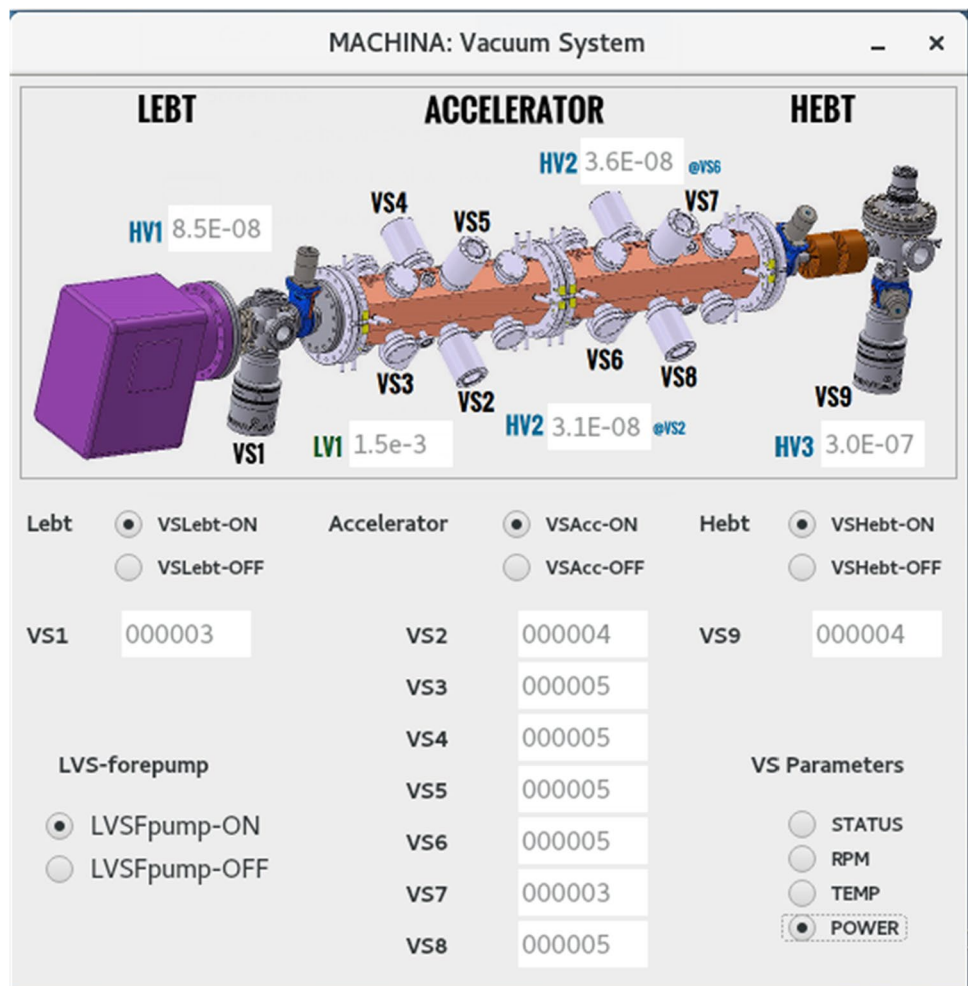 MACHINA: Vacuum System
LEBT ACCELERATOR HEBT
HV2 3.6E-08 @VS6
VS4 VS7
HV1 8.5E-08 VS5
VS3 VS6 VS8
VS2 VS9
HV2 3.1E-08 @VS2
VS1 LV1 1.5e-3 HV3 3.0E-07
Lebt VSLebt-ON Accelerator VSAcc-ON Hebt VSHebt-ON
VSLebt-OFF VSAcc-OFF VSHebt-OFF
VS1 000003 VS2 000004 VS9 000004
VS3 000005
VS4 000005
LVS-forepump VS Parameters
VS5 000005
LVSFpump-ON STATUS
VS6 000005
RPM
LVSFpump-OFF
VS7 000003 TEMP
POWER
VS8 000005